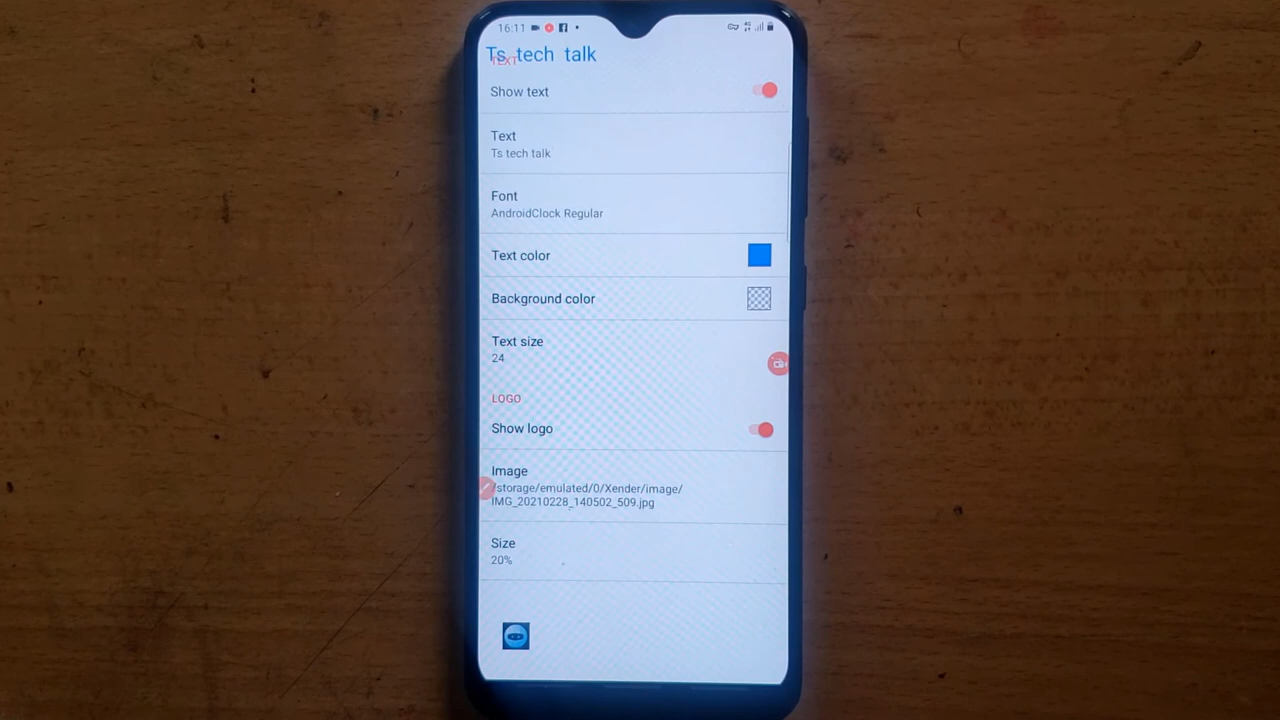 16:11
Ts tech talk
TEXT
Show text
Text
Ts tech talk
Font
AndroidClock Regular
Text color
Background color
Text size
24
LOGO
Show logo
Image
/storage/emulated/0/Xender/image/
IMG_20210228_140502_509.jpg
Size
20%